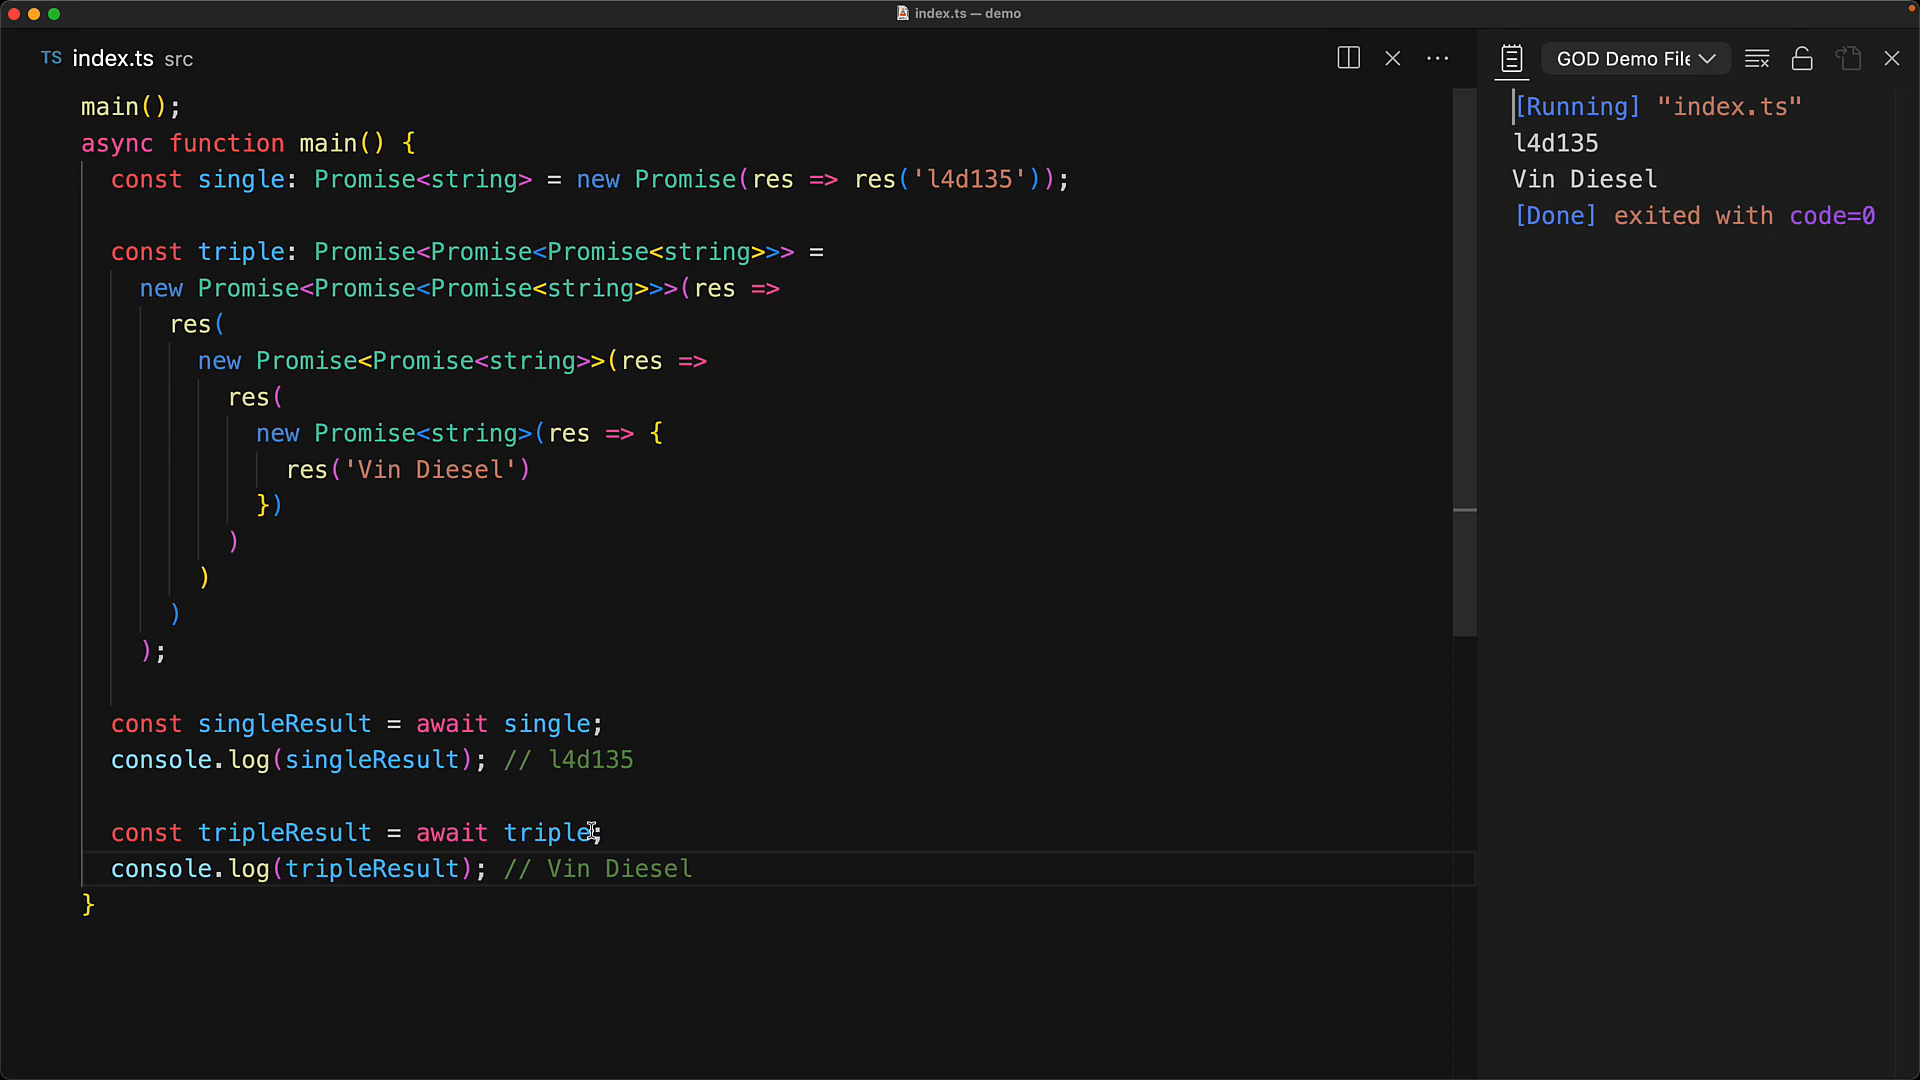 index.ts — demo
TS index.ts src
main();
async function main() {
const single: Promise<string> = new Promise(res => res('l4d135'));
const triple: Promise<Promise<Promise<string>>> =
new Promise<Promise<Promise<string>>>(res =>
res(
new Promise<Promise<string>>(res =>
res(
new Promise<string>(res => {
res('Vin Diesel')
})
)
)
)
);
const singleResult = await single;
console.log(singleResult); // l4d135
const tripleResult = await triple;
console.log(tripleResult); // Vin Diesel
}
GOD Demo File
[Running] "index.ts"
l4d135
Vin Diesel
[Done] exited with code=0